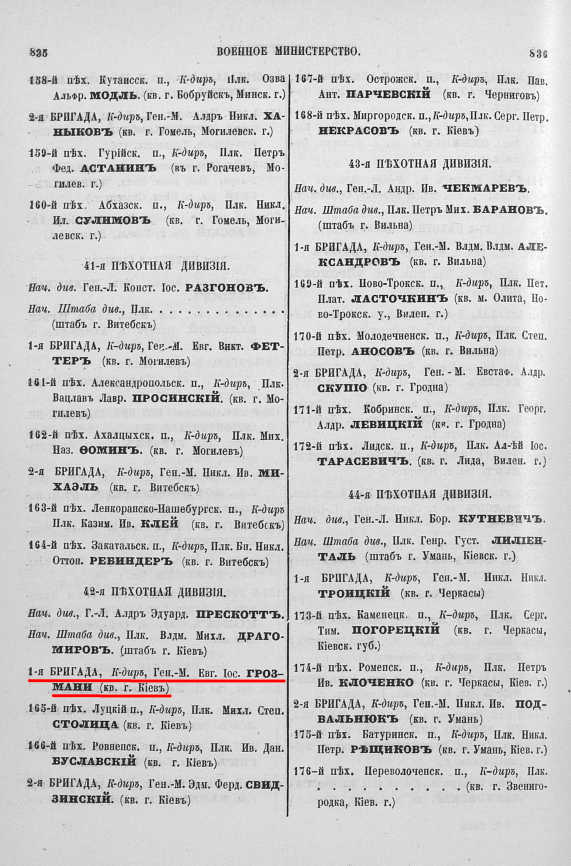 835
ВОЕННОЕ МИНИСТЕРСТВО.
836
158-й пѣх. Кутаисск. п., К-диръ, Плк. Озва
Альфр. МОДЛЬ. (кв. г. Бобруйскъ, Минск. г.)
2-я БРИГАДА, К-диръ, Ген.-М. Алдръ Никл. ХА-
НЫКОВЪ (кв. г. Гомель, Могилевск. г.)
159-й пѣх. Гурійск. п., К-диръ, Плк. Петръ
Фед. АСТАНИНЪ (въ г. Рогачевъ, Мо-
гилев. г.)
160-й пѣх. Абхазск. п., К-диръ, Плк. Никл.
Ил. СУЛИМОВЪ (кв. г. Гомель, Моги-
левск. г.)
41-я ПѢХОТНАЯ ДИВИЗІЯ.
Нач. див. Ген.-Л. Конст. Іос. РАЗГОНОВЪ.
Нач. Штаба див., Плк. . . . . . . . . . . .
(штабъ г. Витебскъ)
1-я БРИГАДА, К-диръ, Ген.-М. Евг. Викт. ФЕТ-
ТЕРЪ (кв. г. Могилевъ)
161-й пѣх. Александропольск. п., К-диръ, Плк.
Вацлавъ Лавр. ПРОСИНСКІЙ. (кв. г. Мо-
гилевъ)
162-й пѣх. Ахалцыхск. п., К-диръ, Плк. Мих.
Наз. ѲОМИНЪ. (кв. г. Могилевъ)
2-я БРИГАДА, К-диръ, Ген.-М. Никл. Ив. МИ-
ХАЭЛЬ (кв. г. Витебскъ)
163-й пѣх. Ленкоранско-Нашебургск. п., К-диръ
Плк. Казим. Ив. КЛЕЙ (кв. г. Витебскъ)
164-й пѣх. Закатальск. п., К-диръ, Плк. Бн. Никл.
Оттон. РЕБИНДЕРЪ (кв. г. Витебскъ)
42-я ПѢХОТНАЯ ДИВИЗІЯ.
Нач. див., Г.-Л. Алдръ Эдуард. ПРЕСКОТТЪ.
Нач. Штаба див., Плк. Влдм. Михл. ДРАГО-
МИРОВЪ. (штабъ г. Кіевъ)
1-я БРИГАДА, К-диръ, Ген.-М. Евг. Іос. ГРОЗ-
МАНИ (кв. г. Кіевъ)
165-й пѣх. Луцкій п., К-диръ, Плк. Михл. Степ.
СТОЛИЦА (кв. г. Кіевъ)
166-й пѣх. Ровненск. п., К-диръ, Плк. Ив. Дан.
БУСЛАВСКІЙ (кв. г. Кіевъ)
2-я БРИГАДА, К-диръ, Ген.-М. Эдм. Ферд. СВИД-
ЗИНСКІЙ. (кв. г. Кіевъ)
167-й пѣх. Острожск. п., К-диръ, Плк. Пав.
Ант. ПАРЧЕВСКІЙ (кв. г. Черниговъ)
168-й пѣх. Миргородск. п., К-диръ, Плк. Серг. Петр.
НЕКРАСОВЪ (кв. г. Кіевъ)
43-я ПѢХОТНАЯ ДИВИЗІЯ.
Нач. див., Ген.-Л. Андр. Ив. ЧЕКМАРЕВЪ.
Нач. Штаба див., Плк. Петръ Мих. БАРАНОВЪ.
(штабъ г. Вильна)
1-я БРИГАДА, К-диръ, Ген.-М. Влдм. Влдм. АЛЕ-
КСАНДРОВЪ (кв. г. Вильна)
169-й пѣх. Ново-Трокск. п., К-диръ, Плк. Пет.
Плат. ЛАСТОЧКИНЪ (кв. м. Олита, Но-
во-Трокск. у., Вилен. г.)
170-й пѣх. Молодечненск. п., К-диръ, Плк. Степ.
Петр. АНОСОВЪ (кв. г. Вильна)
2-я БРИГАДА, К-диръ, Ген.-М. Евстаф. Алдр.
СКУПІО (кв. г. Гродна)
171-й пѣх. Кобринск. п., К-диръ, Плк. Георг.
Алдр. ЛЕВИЦКІЙ (кв. г. Гродна)
172-й пѣх. Лидск. п., К-диръ, Плк. Ал-ѣй Іос.
ТАРАСЕВИЧЪ. (кв. г. Лида, Вилен. г.)
44-я ПѢХОТНАЯ ДИВИЗІЯ.
Нач. див., Ген.-Л. Никл. Бор. КУТНЕВИЧЪ.
Нач. Штаба див., Плк. Генр. Густ. ЛИЛІЕН-
ТАЛЬ (штабъ г. Умань, Кіевск. г.)
1-я БРИГАДА, К-диръ, Ген.-М. Никл. Никл.
ТРОИЦКІЙ (кв. г. Черкасы)
173-й пѣх. Каменецк. п., К-диръ, Плк. Серг.
Тим. ПОГОРЕЦКІЙ (кв. г. Черкасы,
Кіевск. губ.)
174-й пѣх. Роменск. п., К-диръ, Плк. Петръ
Ив. КЛОЧЕНКО (кв. г. Черкасы, Кіев. г.)
2-я БРИГАДА, К-диръ, Ген.-М. Никл. Ив. ПОД-
ВАЛЬНЮКЪ (кв. г. Умань)
175-й пѣх. Батуринск. п., К-диръ, Плк. Никл.
Петр. РѢЩИКОВЪ (кв. г. Умань, Кіев. г.)
176-й пѣх. Переволоченск. п., К-диръ, Плк.
. . . . . . . . . . . (кв. г. Звениго-
родка, Кіев. г.)